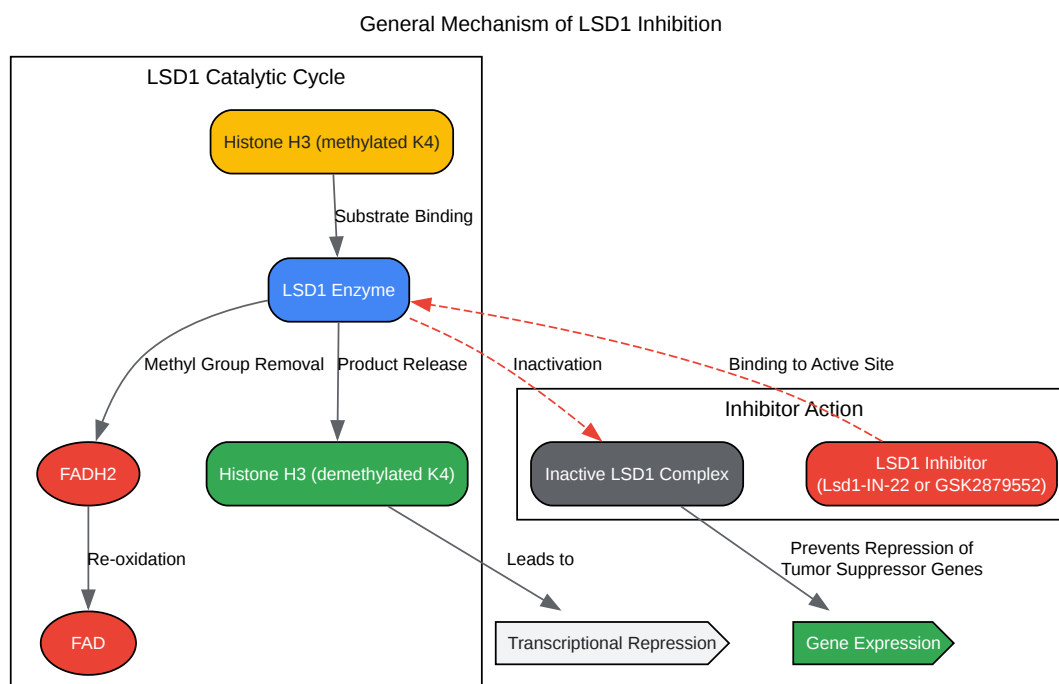 General Mechanism of LSD1 Inhibition
LSD1 Catalytic Cycle
Histone H3 (methylated K4)
Substrate Binding
LSD1 Enzyme
Methyl Group Removal
Product Release
Inactivation
Binding to Active Site
Inhibitor Action
FADH2
Histone H3 (demethylated K4)
Inactive LSD1 Complex
LSD1 Inhibitor
(Lsd1-IN-22 or GSK2879552)
Re-oxidation
Leads to
Prevents Repression of
Tumor Suppressor Genes
FAD
Transcriptional Repression
Gene Expression